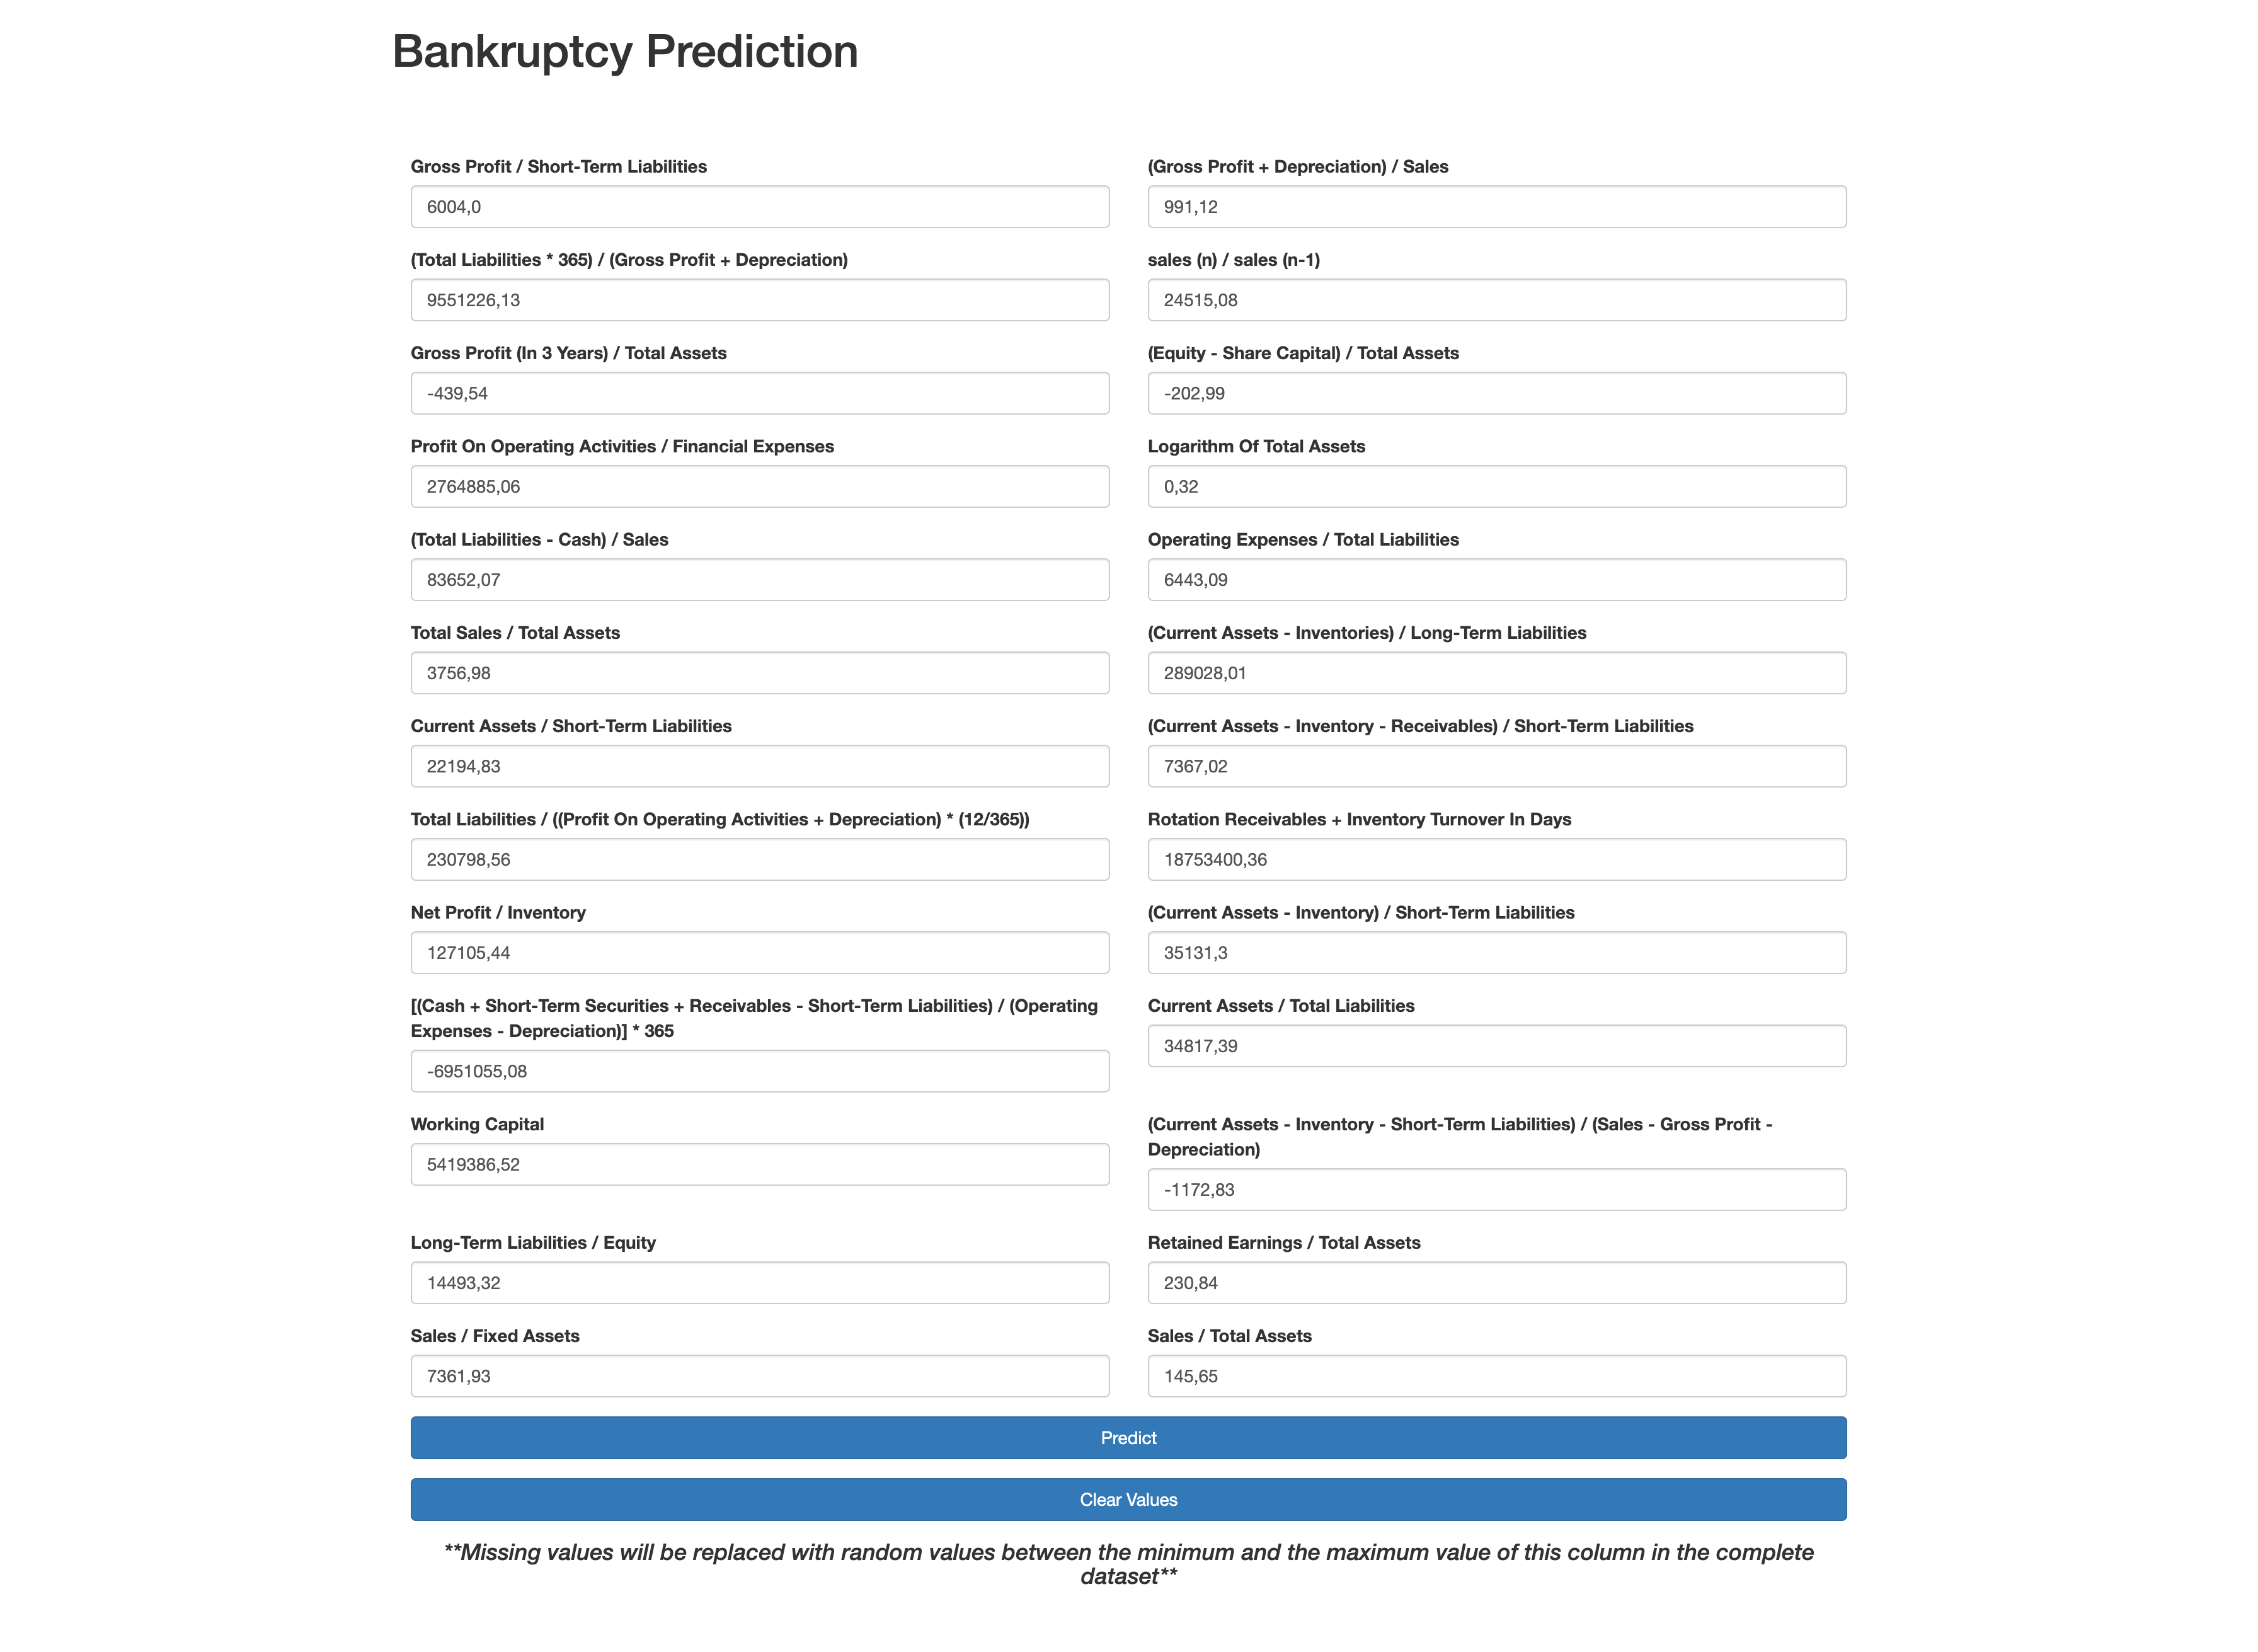 Bankruptcy Prediction
Gross Profit / Short-Term Liabilities
6004,0
(Gross Profit + Depreciation) / Sales
991,12
(Total Liabilities * 365) / (Gross Profit + Depreciation)
9551226,13
sales (n) / sales (n-1)
24515,08
Gross Profit (In 3 Years) / Total Assets
-439,54
(Equity - Share Capital) / Total Assets
-202,99
Profit On Operating Activities / Financial Expenses
2764885,06
Logarithm Of Total Assets
0,32
(Total Liabilities - Cash) / Sales
83652,07
Operating Expenses / Total Liabilities
6443,09
Total Sales / Total Assets
3756,98
(Current Assets - Inventories) / Long-Term Liabilities
289028,01
Current Assets / Short-Term Liabilities
22194,83
(Current Assets - Inventory - Receivables) / Short-Term Liabilities
7367,02
Total Liabilities / ((Profit On Operating Activities + Depreciation) * (12/365))
230798,56
Rotation Receivables + Inventory Turnover In Days
18753400,36
Net Profit / Inventory
127105,44
(Current Assets - Inventory) / Short-Term Liabilities
35131,3
[(Cash + Short-Term Securities + Receivables - Short-Term Liabilities) / (Operating
Expenses - Depreciation)] * 365
-6951055,08
Current Assets / Total Liabilities
34817,39
Working Capital
5419386,52
(Current Assets - Inventory - Short-Term Liabilities) / (Sales - Gross Profit -
Depreciation)
-1172,83
Long-Term Liabilities / Equity
14493,32
Retained Earnings / Total Assets
230,84
Sales / Fixed Assets
7361,93
Sales / Total Assets
145,65
Predict
Clear Values
**Missing values will be replaced with random values between the minimum and the maximum value of this column in the complete
dataset**